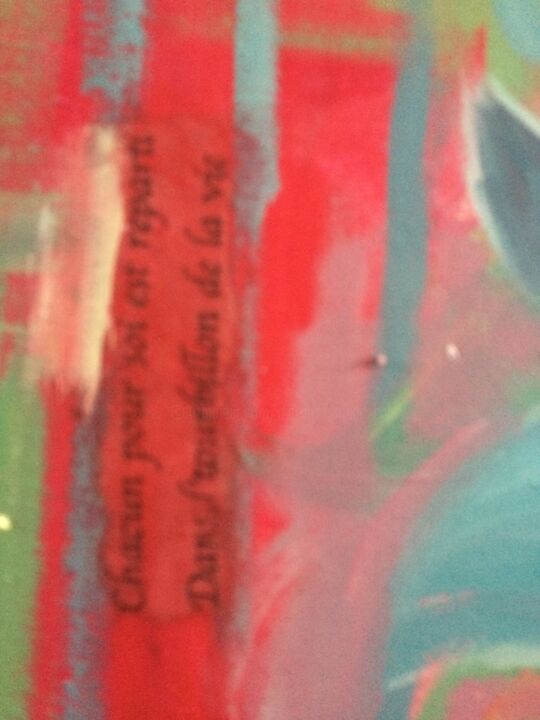 Chacun pour soi est reparti
Dans l'tourbillon de la vie